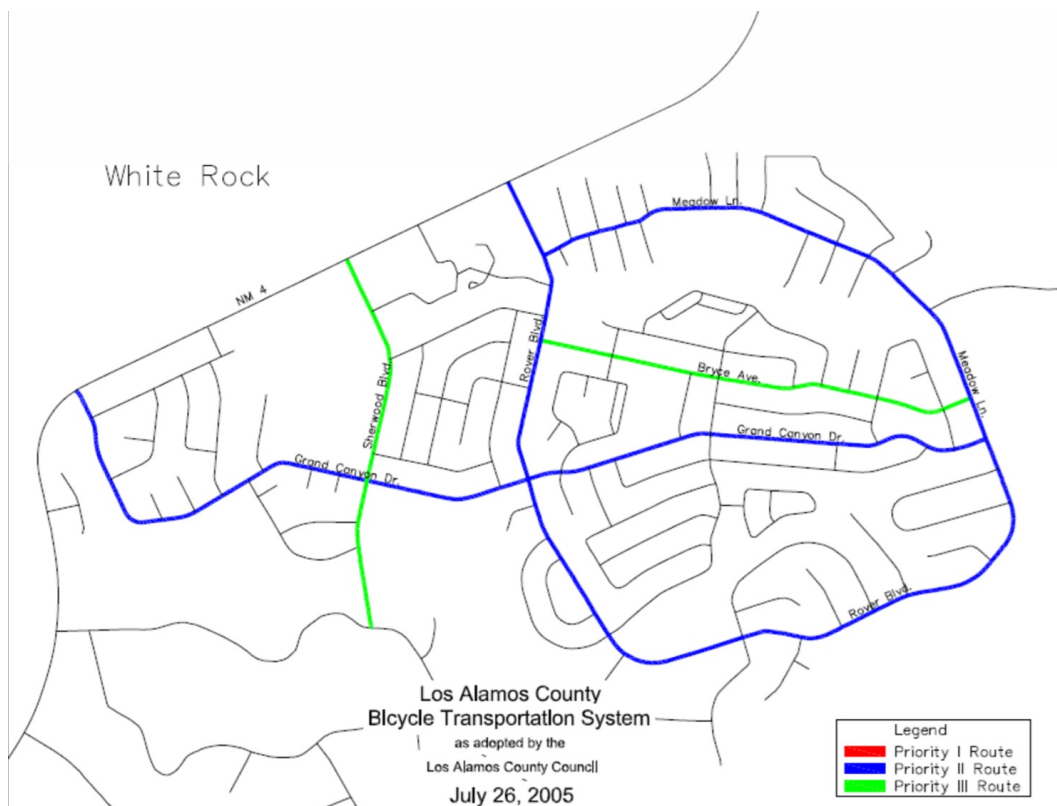 White Rock
Meadow Ln.
NM 4
Rover Blvd.
Sherwood Blvd.
Bryce Ave.
Meadow Ln.
Grand Canyon Dr.
Grand Canyon Dr.
Rover Blvd.
Los Alamos County
Bicycle Transportation System
as adopted by the
Los Alamos County Council
July 26, 2005
Legend
Priority I Route
Priority II Route
Priority III Route